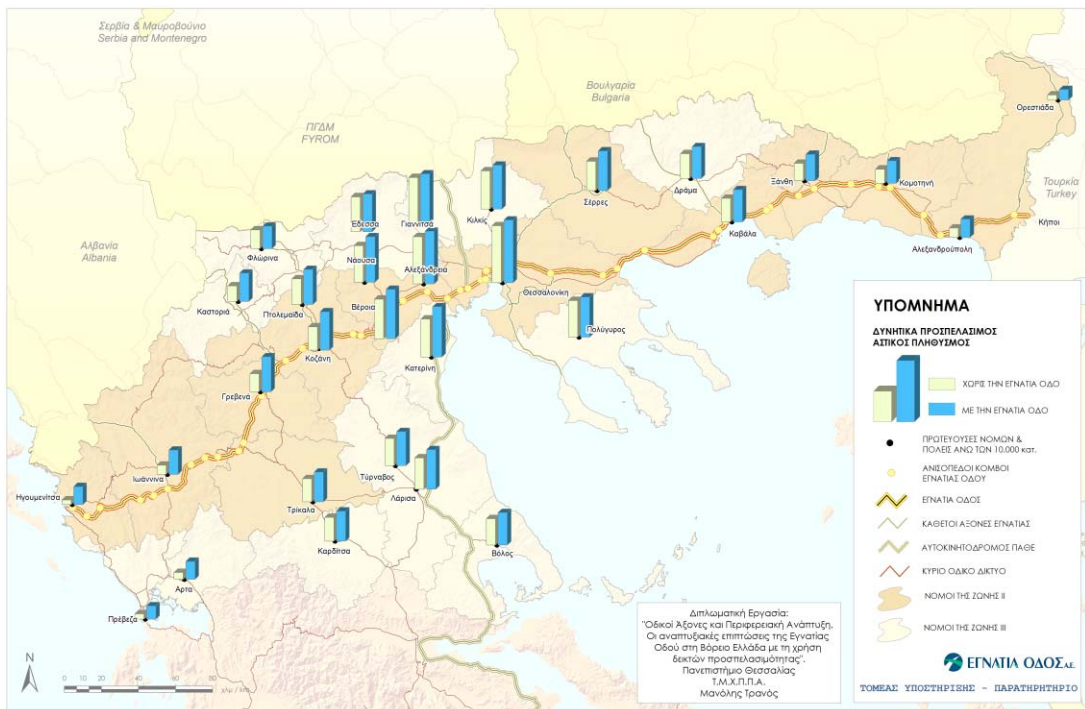 Σερβία & Μαυροβούνιο
Serbia and Montenegro
Βουλγαρία
Bulgaria
ΠΓΔΜ
FYROM
Αλβανία
Albania
Τουρκία
Turkey
Ορεστιάδα
Κομοτηνή
Ξάνθη
Δράμα
Σέρρες
Κιλκίς
Γιαννιτσά
Έδεσσα
Φλώρινα
Νάουσα
Αλεξάνδρειά
Καβάλα
Κήποι
Αλεξανδρούπολη
Θεσσαλονίκη
Καστοριά
Πτολεμαίδα
Βέροια
Πολύγυρος
Κοζάνη
Κατερίνη
Γρεβενά
Ιωάννινα
Τύρναβος
Λάρισα
Ηγουμενίτσα
Τρίκαλα
Καρδίτσα
Βόλος
Αρτα
Πρέβεζα
ΥΠΟΜΝΗΜΑ
ΔΥΝΗΤΙΚΑ ΠΡΟΣΠΕΛΑΣΙΜΟΣ
ΑΣΤΙΚΟΣ ΠΛΗΘΥΣΜΟΣ
ΧΩΡΙΣ ΤΗΝ ΕΓΝΑΤΙΑ ΟΔΟ
ΜΕ ΤΗΝ ΕΓΝΑΤΙΑ ΟΔΟ
ΠΡΩΤΕΥΟΥΣΕΣ ΝΟΜΩΝ &
ΠΟΛΕΙΣ ΑΝΩ ΤΩΝ 10.000 κατ.
ΑΝΙΣΟΠΕΔΟΙ ΚΟΜΒΟΙ
ΕΓΝΑΤΙΑΣ ΟΔΟΥ
ΕΓΝΑΤΙΑ ΟΔΟΣ
ΚΑΘΕΤΟΙ ΑΞΟΝΕΣ ΕΓΝΑΤΙΑΣ
ΑΥΤΟΚΙΝΗΤΟΔΡΟΜΟΣ ΠΑΘΕ
ΚΥΡΙΟ ΟΔΙΚΟ ΔΙΚΤΥΟ
ΝΟΜΟΙ ΤΗΣ ΖΩΝΗΣ ΙΙ
ΝΟΜΟΙ ΤΗΣ ΖΩΝΗΣ ΙΙΙ
ΕΓΝΑΤΙΑ ΟΔΟΣ Α.Ε.
ΤΟΜΕΑΣ ΥΠΟΣΤΗΡΙΞΗΣ - ΠΑΡΑΤΗΡΗΤΗΡΙΟ
Διπλωματική Εργασία:
"Οδικοί Άξονες και Περιφερειακή Ανάπτυξη.
Οι αναπτυξιακές επιπτώσεις της Εγνατίας
Οδού στη Βόρειο Ελλάδα με τη χρήση
δεικτών προσπελασιμότητας".
Πανεπιστήμιο Θεσσαλίας
Τ.Μ.Χ.Π.Π.Α.
Μανόλης Τρανός
N
0 20 40 60 80
χλμ / km